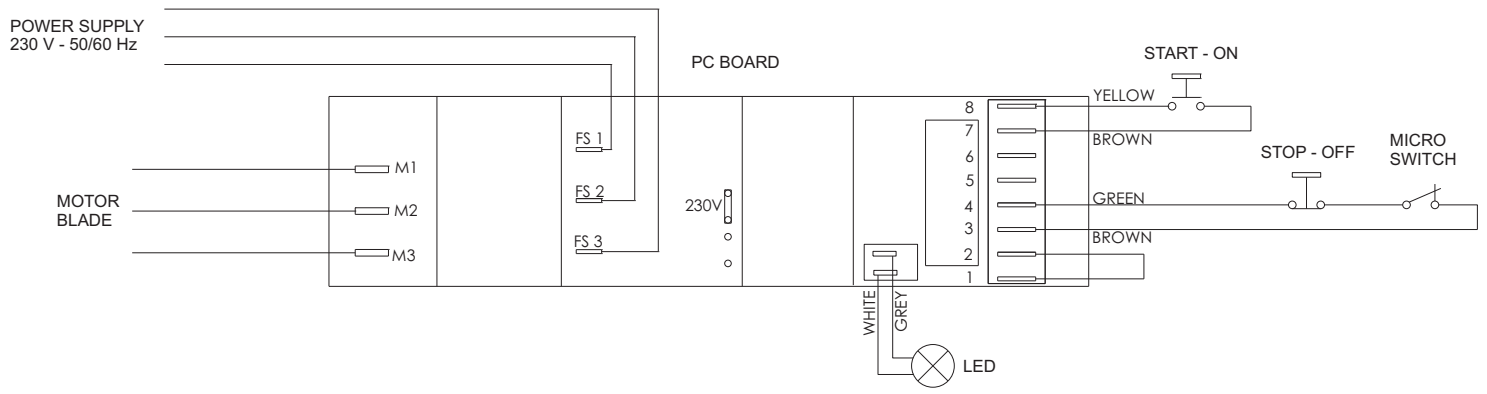 POWER SUPPLY
230 V - 50/60 Hz
PC BOARD
START - ON
YELLOW
8
7
BROWN
FS 1
6
STOP - OFF
MICRO
SWITCH
M1
5
MOTOR
BLADE
M2
FS 2
230V
4
GREEN
3
BROWN
M3
FS 3
2
1
WHITE
GREY
LED